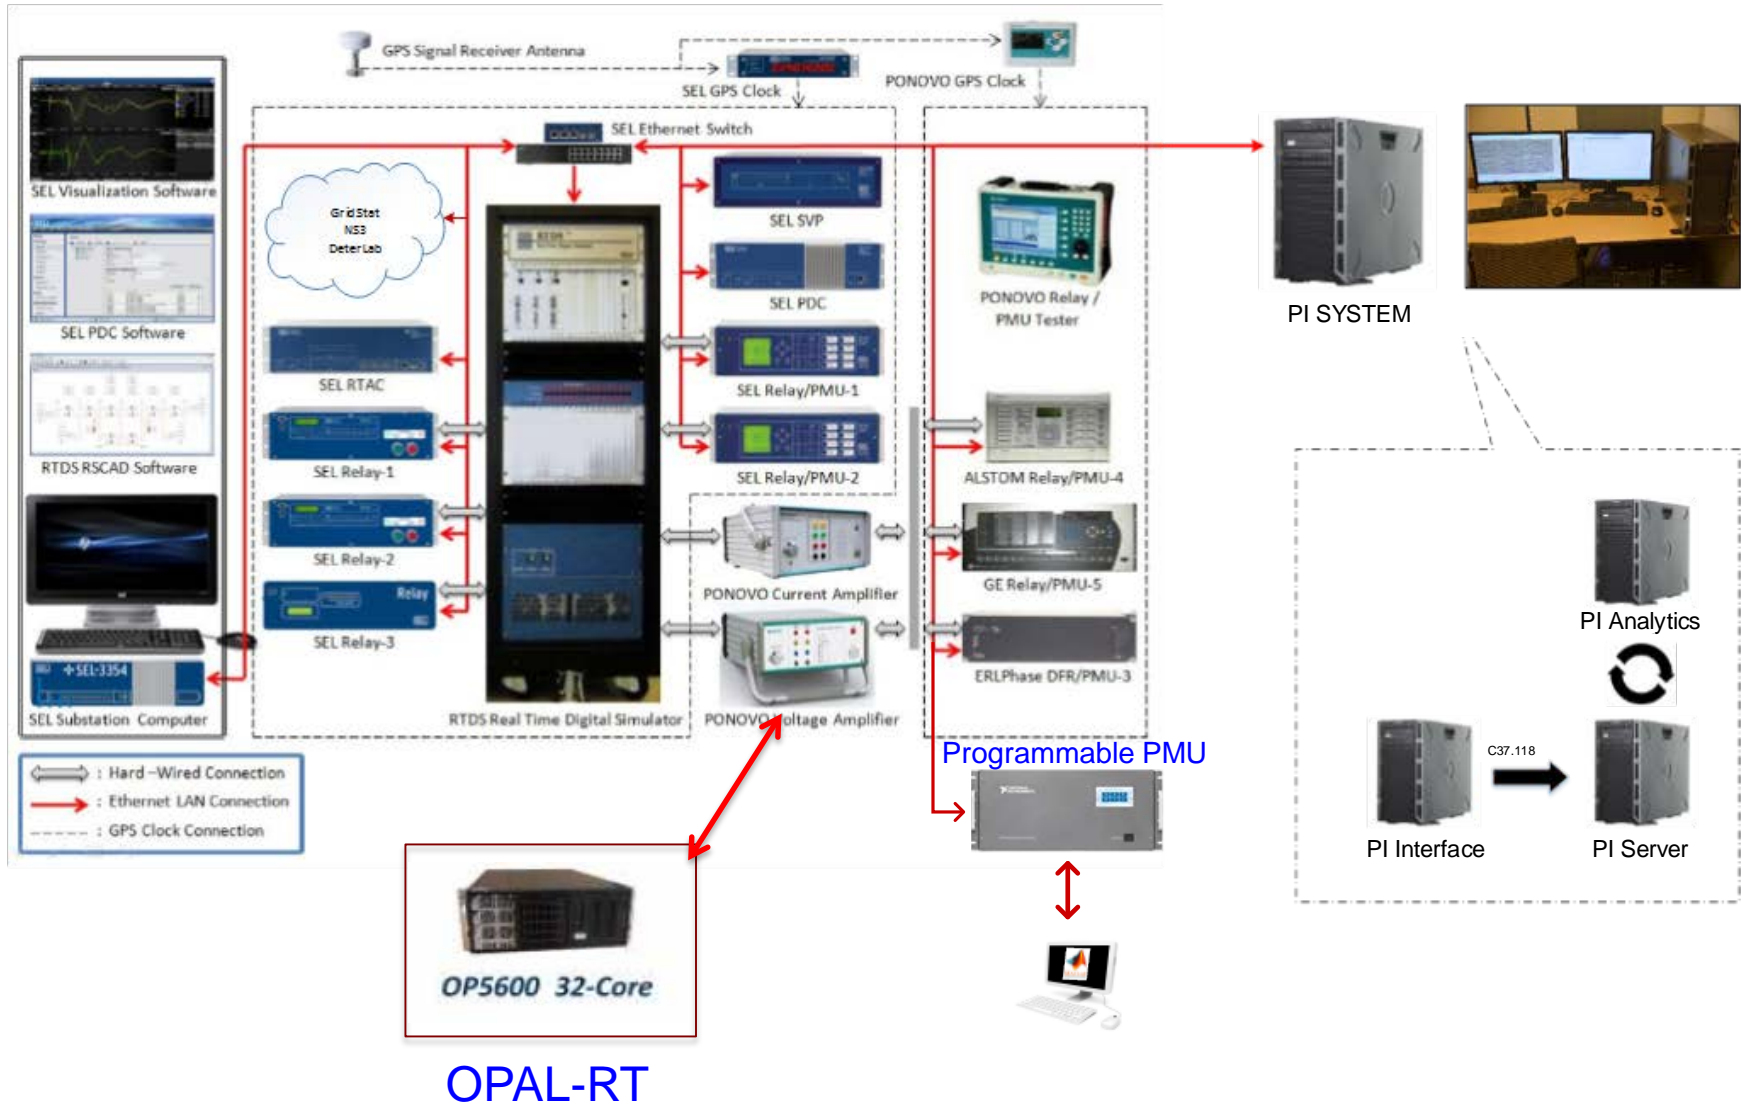 GPS Signal Receiver Antenna
SEL GPS Clock
PONOVO GPS Clock
SEL Ethernet Switch
SEL Visualization Software
SEL PDC Software
RTDS RSCAD Software
SEL-3354
SEL Substation Computer
GridStat
NS3
DeterLab
SEL RTAC
SEL Relay-1
SEL Relay-2
Relay
SEL Relay-3
RTDS Real Time Digital Simulator
SEL SVP
SEL PDC
SEL Relay/PMU-1
SEL Relay/PMU-2
PONOVO Current Amplifier
PONOVO Voltage Amplifier
PONOVO Relay /
PMU Tester
ALSTOM Relay/PMU-4
GE Relay/PMU-5
ERLPhase DFR/PMU-3
Programmable PMU
PI SYSTEM
PI Analytics
C37.118
PI Interface
PI Server
: Hard -Wired Connection
: Ethernet LAN Connection
: GPS Clock Connection
OP5600 32-Core
OPAL-RT